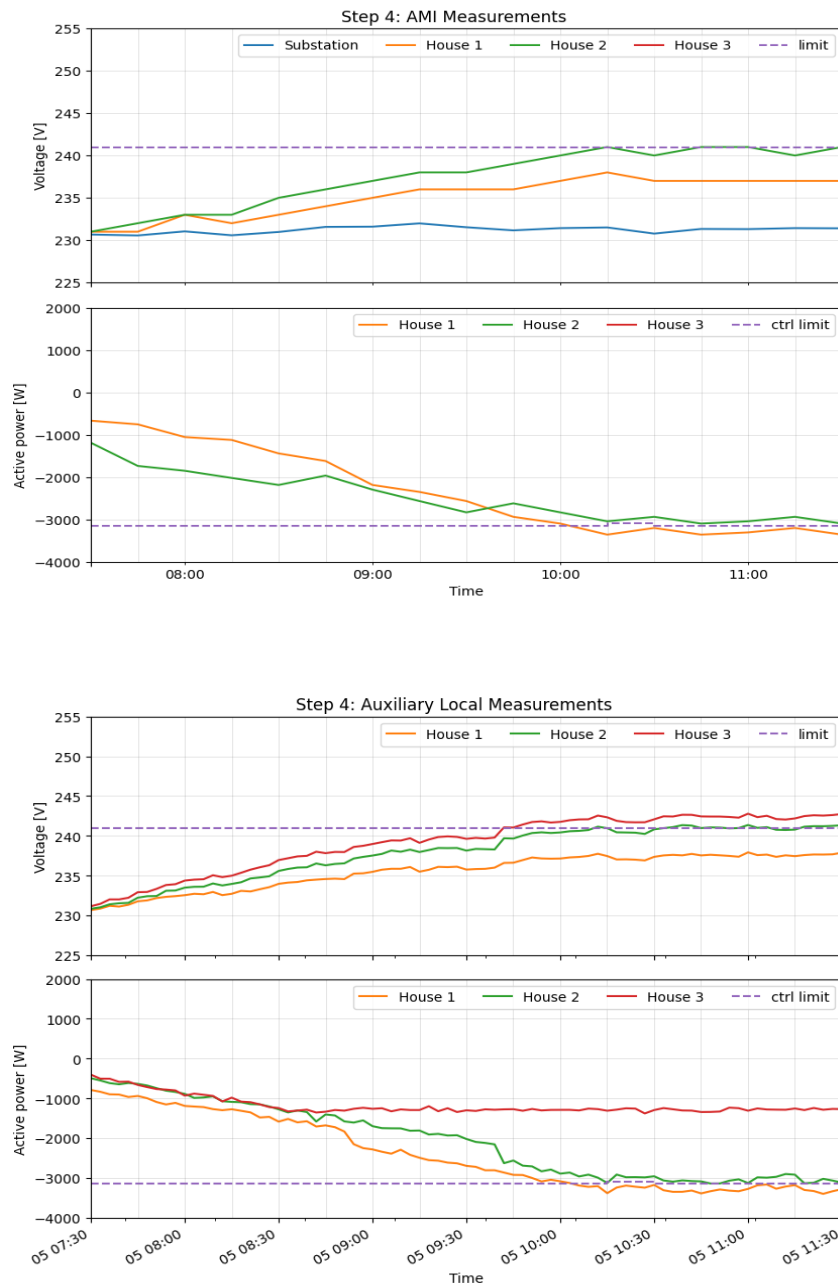 Step 4: AMI Measurements
Voltage [V]
255
250
245
240
235
230
225
Substation House 1 House 2 House 3 limit
Active power [W]
2000
1000
0
−1000
−2000
−3000
−4000
House 1 House 2 House 3 ctrl limit
08:00 09:00 10:00 11:00
Time
Step 4: Auxiliary Local Measurements
Voltage [V]
255
250
245
240
235
230
225
House 1 House 2 House 3 limit
Active power [W]
2000
1000
0
−1000
−2000
−3000
−4000
House 1 House 2 House 3 ctrl limit
05 07:30 05 08:00 05 08:30 05 09:00 05 09:30 05 10:00 05 10:30 05 11:00 05 11:30
Time